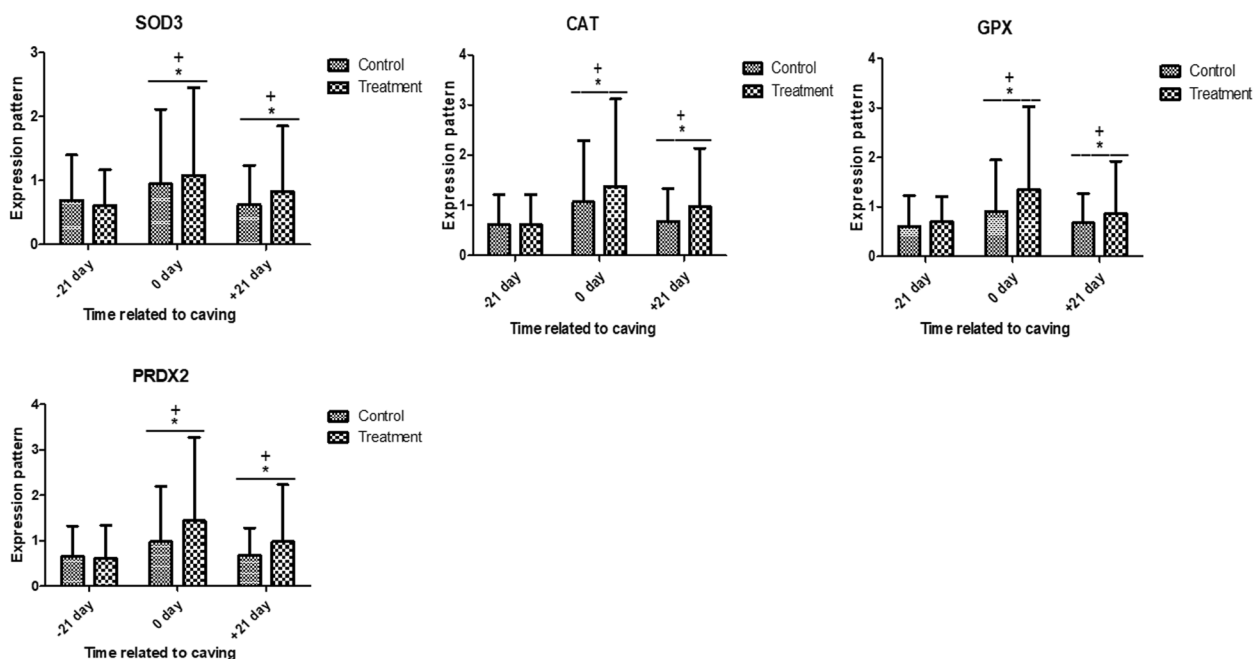 SOD3
3
2
1
0
Expression pattern
+
*
+
*
Control
Treatment
-21 day
0 day
+21 day
Time related to caving
CAT
4
3
2
1
0
Expression pattern
+
*
+
*
Control
Treatment
-21 day
0 day
+21 day
Time related to caving
GPX
4
3
2
1
0
Expression pattern
+
*
+
*
Control
Treatment
-21 day
0 day
+21 day
Time related to caving
PRDX2
4
3
2
1
0
Expression pattern
+
*
+
*
Control
Treatment
-21 day
0 day
+21 day
Time related to caving